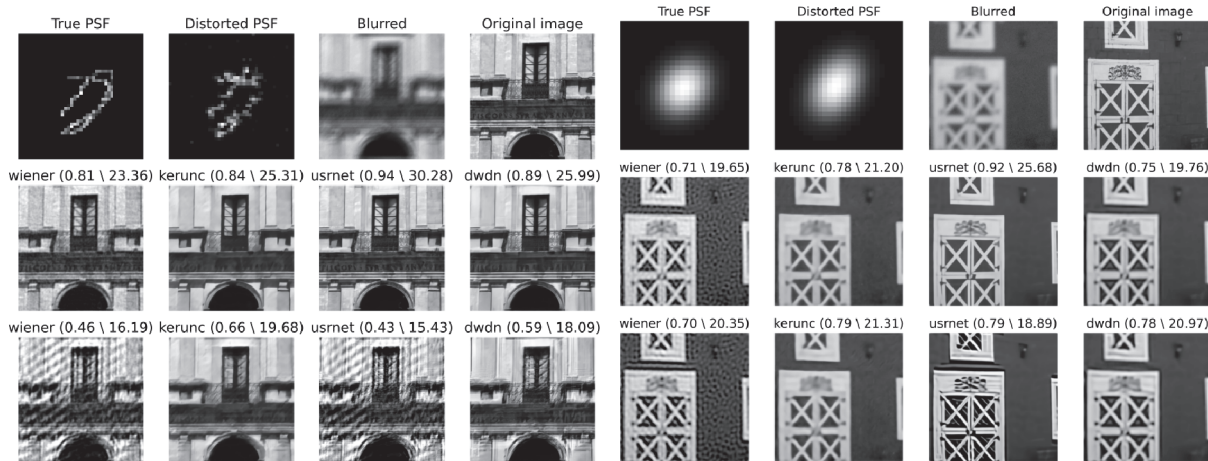 True PSF Distorted PSF Blurred Original image
wiener (0.81 \ 23.36) kerunc (0.84 \ 25.31) usrnet (0.94 \ 30.28) dwdn (0.89 \ 25.99)
wiener (0.46 \ 16.19) kerunc (0.66 \ 19.68) usrnet (0.43 \ 15.43) dwdn (0.59 \ 18.09)
True PSF Distorted PSF Blurred Original image
wiener (0.71 \ 19.65) kerunc (0.78 \ 21.20) usrnet (0.92 \ 25.68) dwdn (0.75 \ 19.76)
wiener (0.70 \ 20.35) kerunc (0.79 \ 21.31) usrnet (0.79 \ 18.89) dwdn (0.78 \ 20.97)